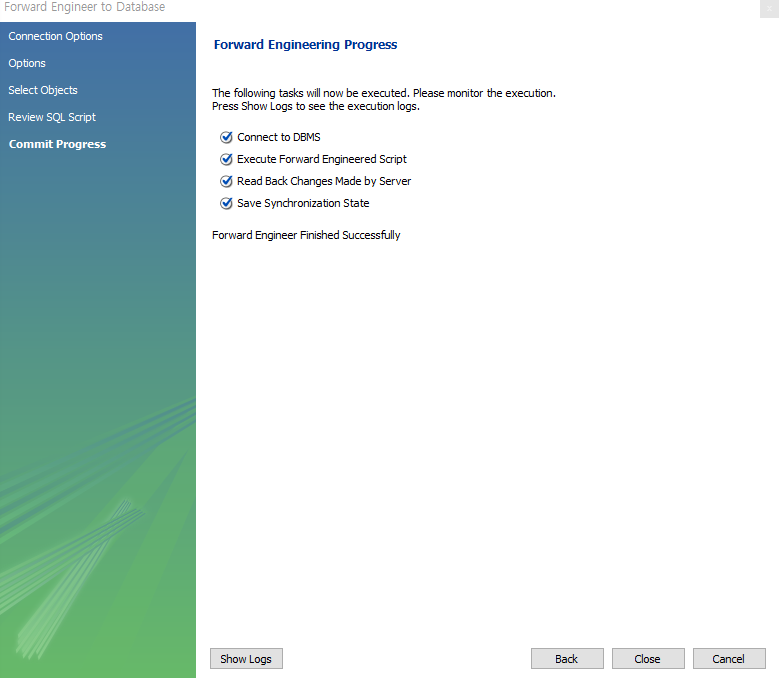 Forward Engineer to Database
Connection Options
Options
Select Objects
Review SQL Script
Commit Progress
Forward Engineering Progress
The following tasks will now be executed. Please monitor the execution.
Press Show Logs to see the execution logs.
Connect to DBMS
Execute Forward Engineered Script
Read Back Changes Made by Server
Save Synchronization State
Forward Engineer Finished Successfully
Show Logs
Back
Close
Cancel